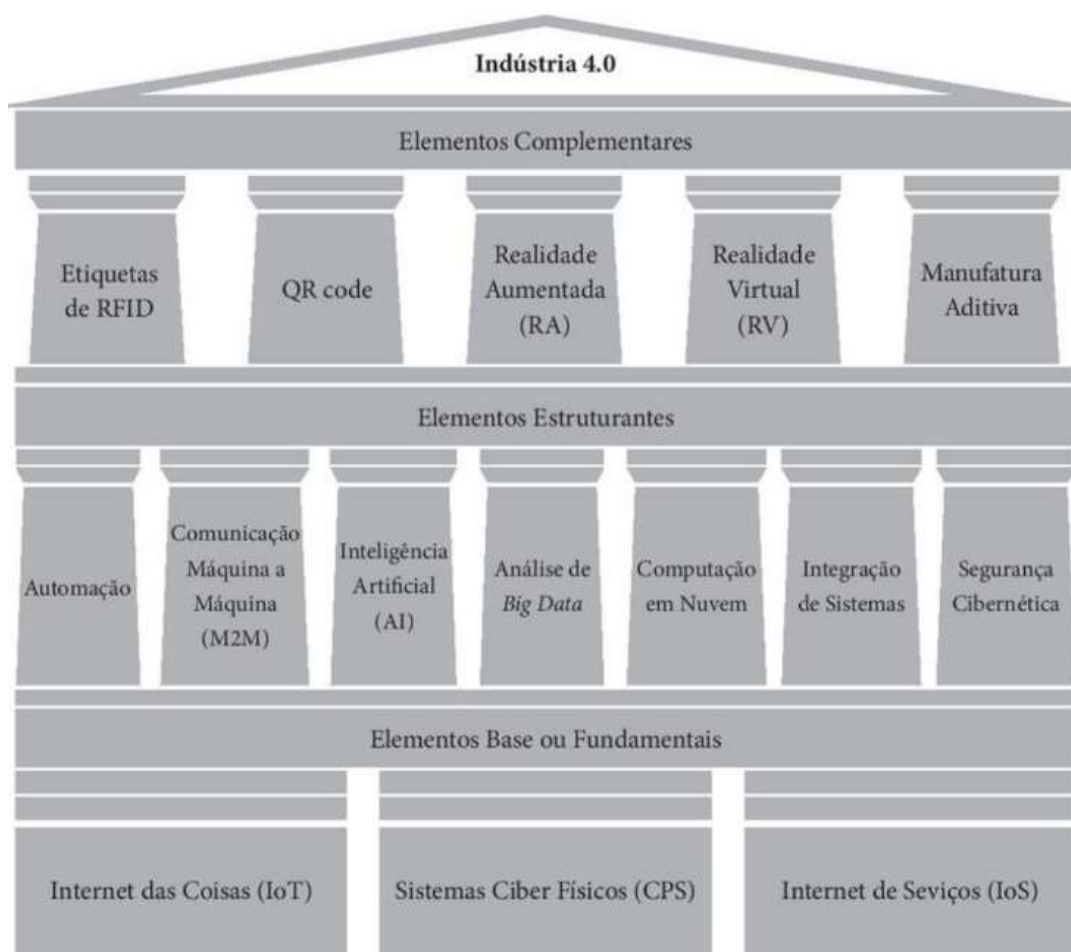 Indústria 4.0
Elementos Complementares
Etiquetas
de RFID
QR code
Realidade
Aumentada
(RA)
Realidade
Virtual
(RV)
Manufatura
Aditiva
Elementos Estruturantes
Automação
Comunicação
Máquina a
Máquina
(M2M)
Inteligência
Artificial
(AI)
Análise de
Big Data
Computação
em Nuvem
Integração
de Sistemas
Segurança
Cibernética
Elementos Base ou Fundamentais
Internet das Coisas (IoT)
Sistemas Ciber Físicos (CPS)
Internet de Seviços (IoS)